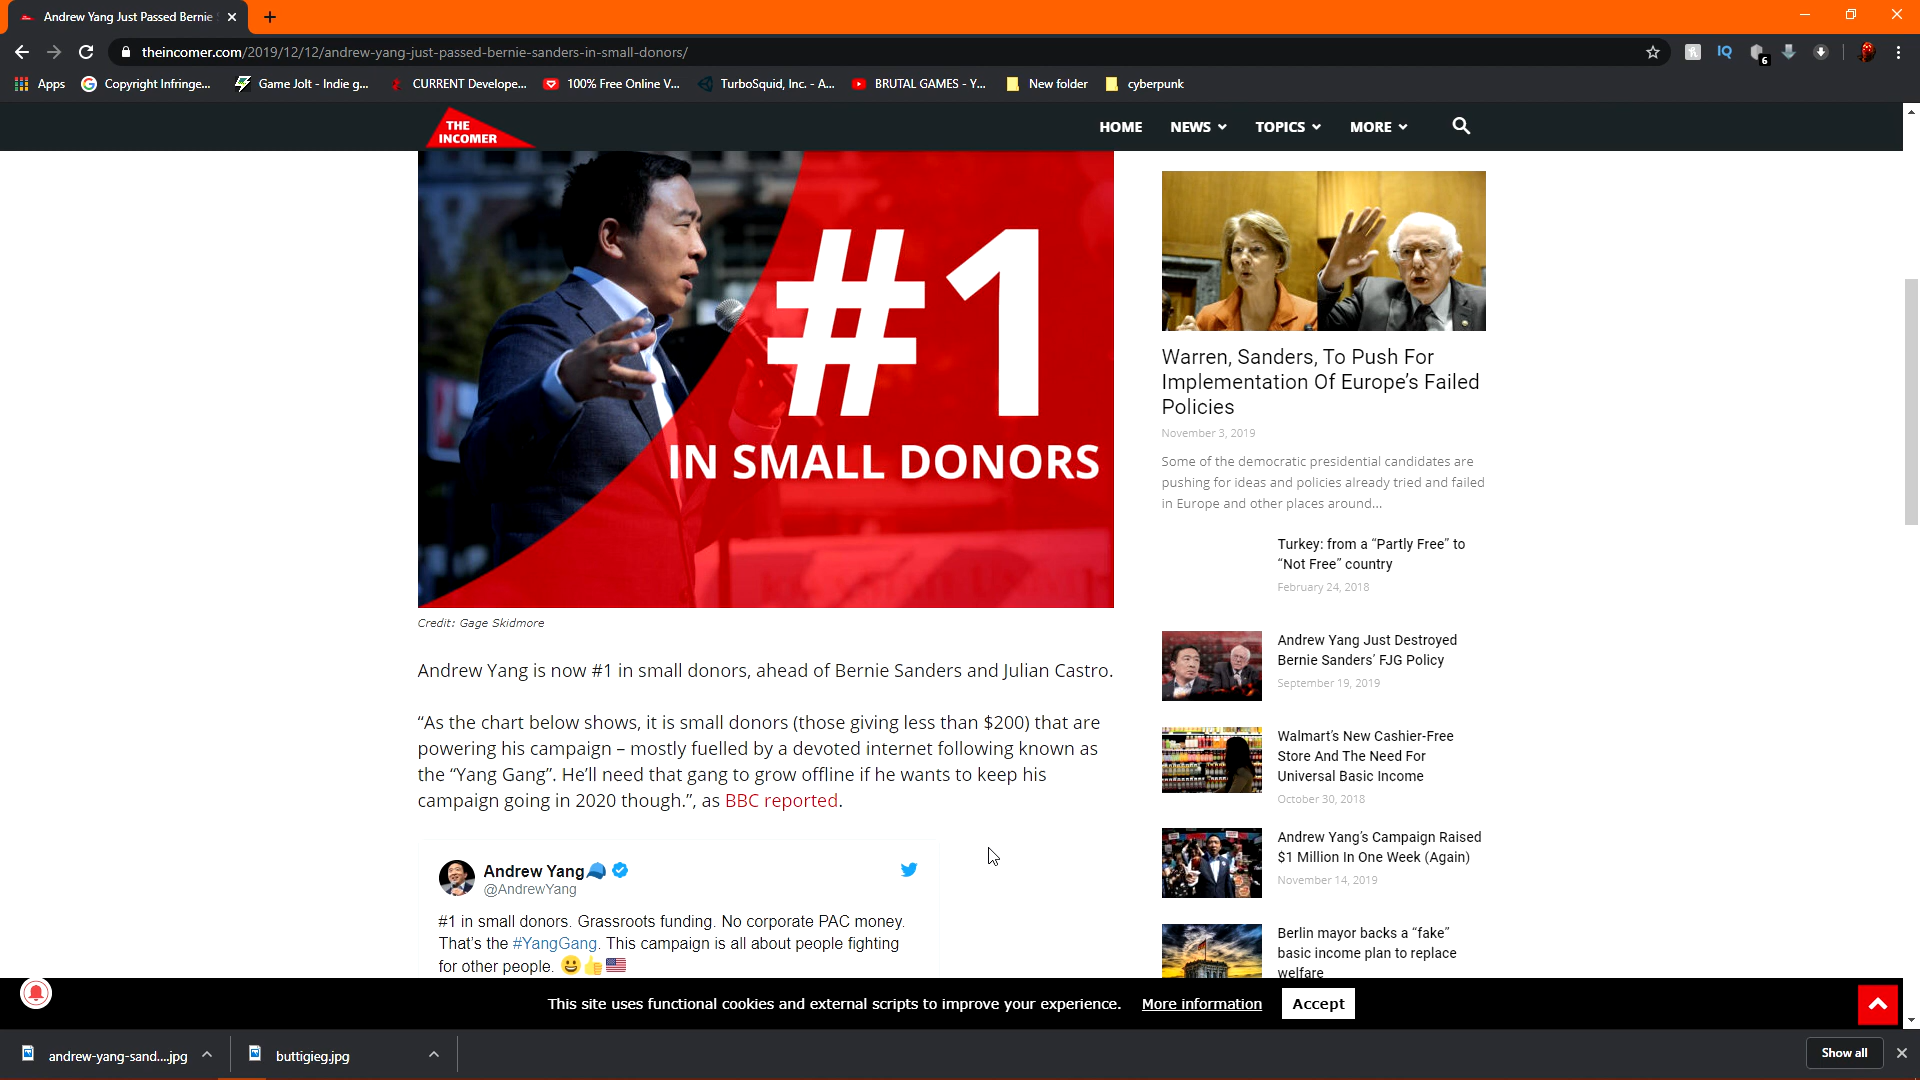 Andrew Yang Just Passed Bernie
theincomer.com/2019/12/12/andrew-yang-just-passed-bernie-sanders-in-small-donors/
6
Apps
Copyright Infringe...
Game Jolt - Indie g...
CURRENT Develope...
100% Free Online V...
TurboSquid, Inc. - A...
BRUTAL GAMES - Y...
New folder
cyberpunk
THE
INCOMER
HOME
NEWS
TOPICS
MORE
#1
IN SMALL DONORS
Credit: Gage Skidmore
Andrew Yang is now #1 in small donors, ahead of Bernie Sanders and Julian Castro.
“As the chart below shows, it is small donors (those giving less than $200) that are
powering his campaign – mostly fuelled by a devoted internet following known as
the “Yang Gang”. He’ll need that gang to grow offline if he wants to keep his
campaign going in 2020 though.”, as BBC reported.
Andrew Yang🧢
@AndrewYang
#1 in small donors. Grassroots funding. No corporate PAC money.
That’s the #YangGang. This campaign is all about people fighting
for other people. 😀👍🇺🇸
Warren, Sanders, To Push For
Implementation Of Europe’s Failed
Policies
November 3, 2019
Some of the democratic presidential candidates are
pushing for ideas and policies already tried and failed
in Europe and other places around...
Turkey: from a “Partly Free” to
“Not Free” country
February 24, 2018
Andrew Yang Just Destroyed
Bernie Sanders’ FJG Policy
September 19, 2019
Walmart’s New Cashier-Free
Store And The Need For
Universal Basic Income
October 30, 2018
Andrew Yang’s Campaign Raised
$1 Million In One Week (Again)
November 14, 2019
Berlin mayor backs a “fake”
basic income plan to replace
welfare
This site uses functional cookies and external scripts to improve your experience.
More information
Accept
andrew-yang-sand....jpg
buttigieg.jpg
Show all